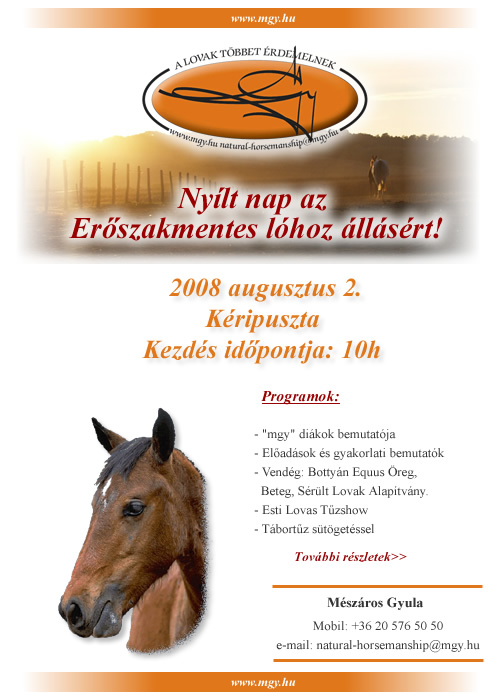 www.mgy.hu
A LOVAK TÖBBET ÉRDEMELNEK
www.mgy.hu natural-horsemanship@mgy.hu
Nyílt nap az
Erőszakmentes lóhoz állásért!
2008 augusztus 2.
Kéripuszta
Kezdés időpontja: 10h
Programok:
- "mgy" diákok bemutatója
- Előadások és gyakorlati bemutatók
- Vendég: Bottyán Equus Öreg,
Beteg, Sérült Lovak Alapítvány.
- Esti Lovas Tűzshow
- Tábortűz sütögetéssel
További részletek>>
Mészáros Gyula
Mobil: +36 20 576 50 50
e-mail: natural-horsemanship@mgy.hu
www.mgy.hu